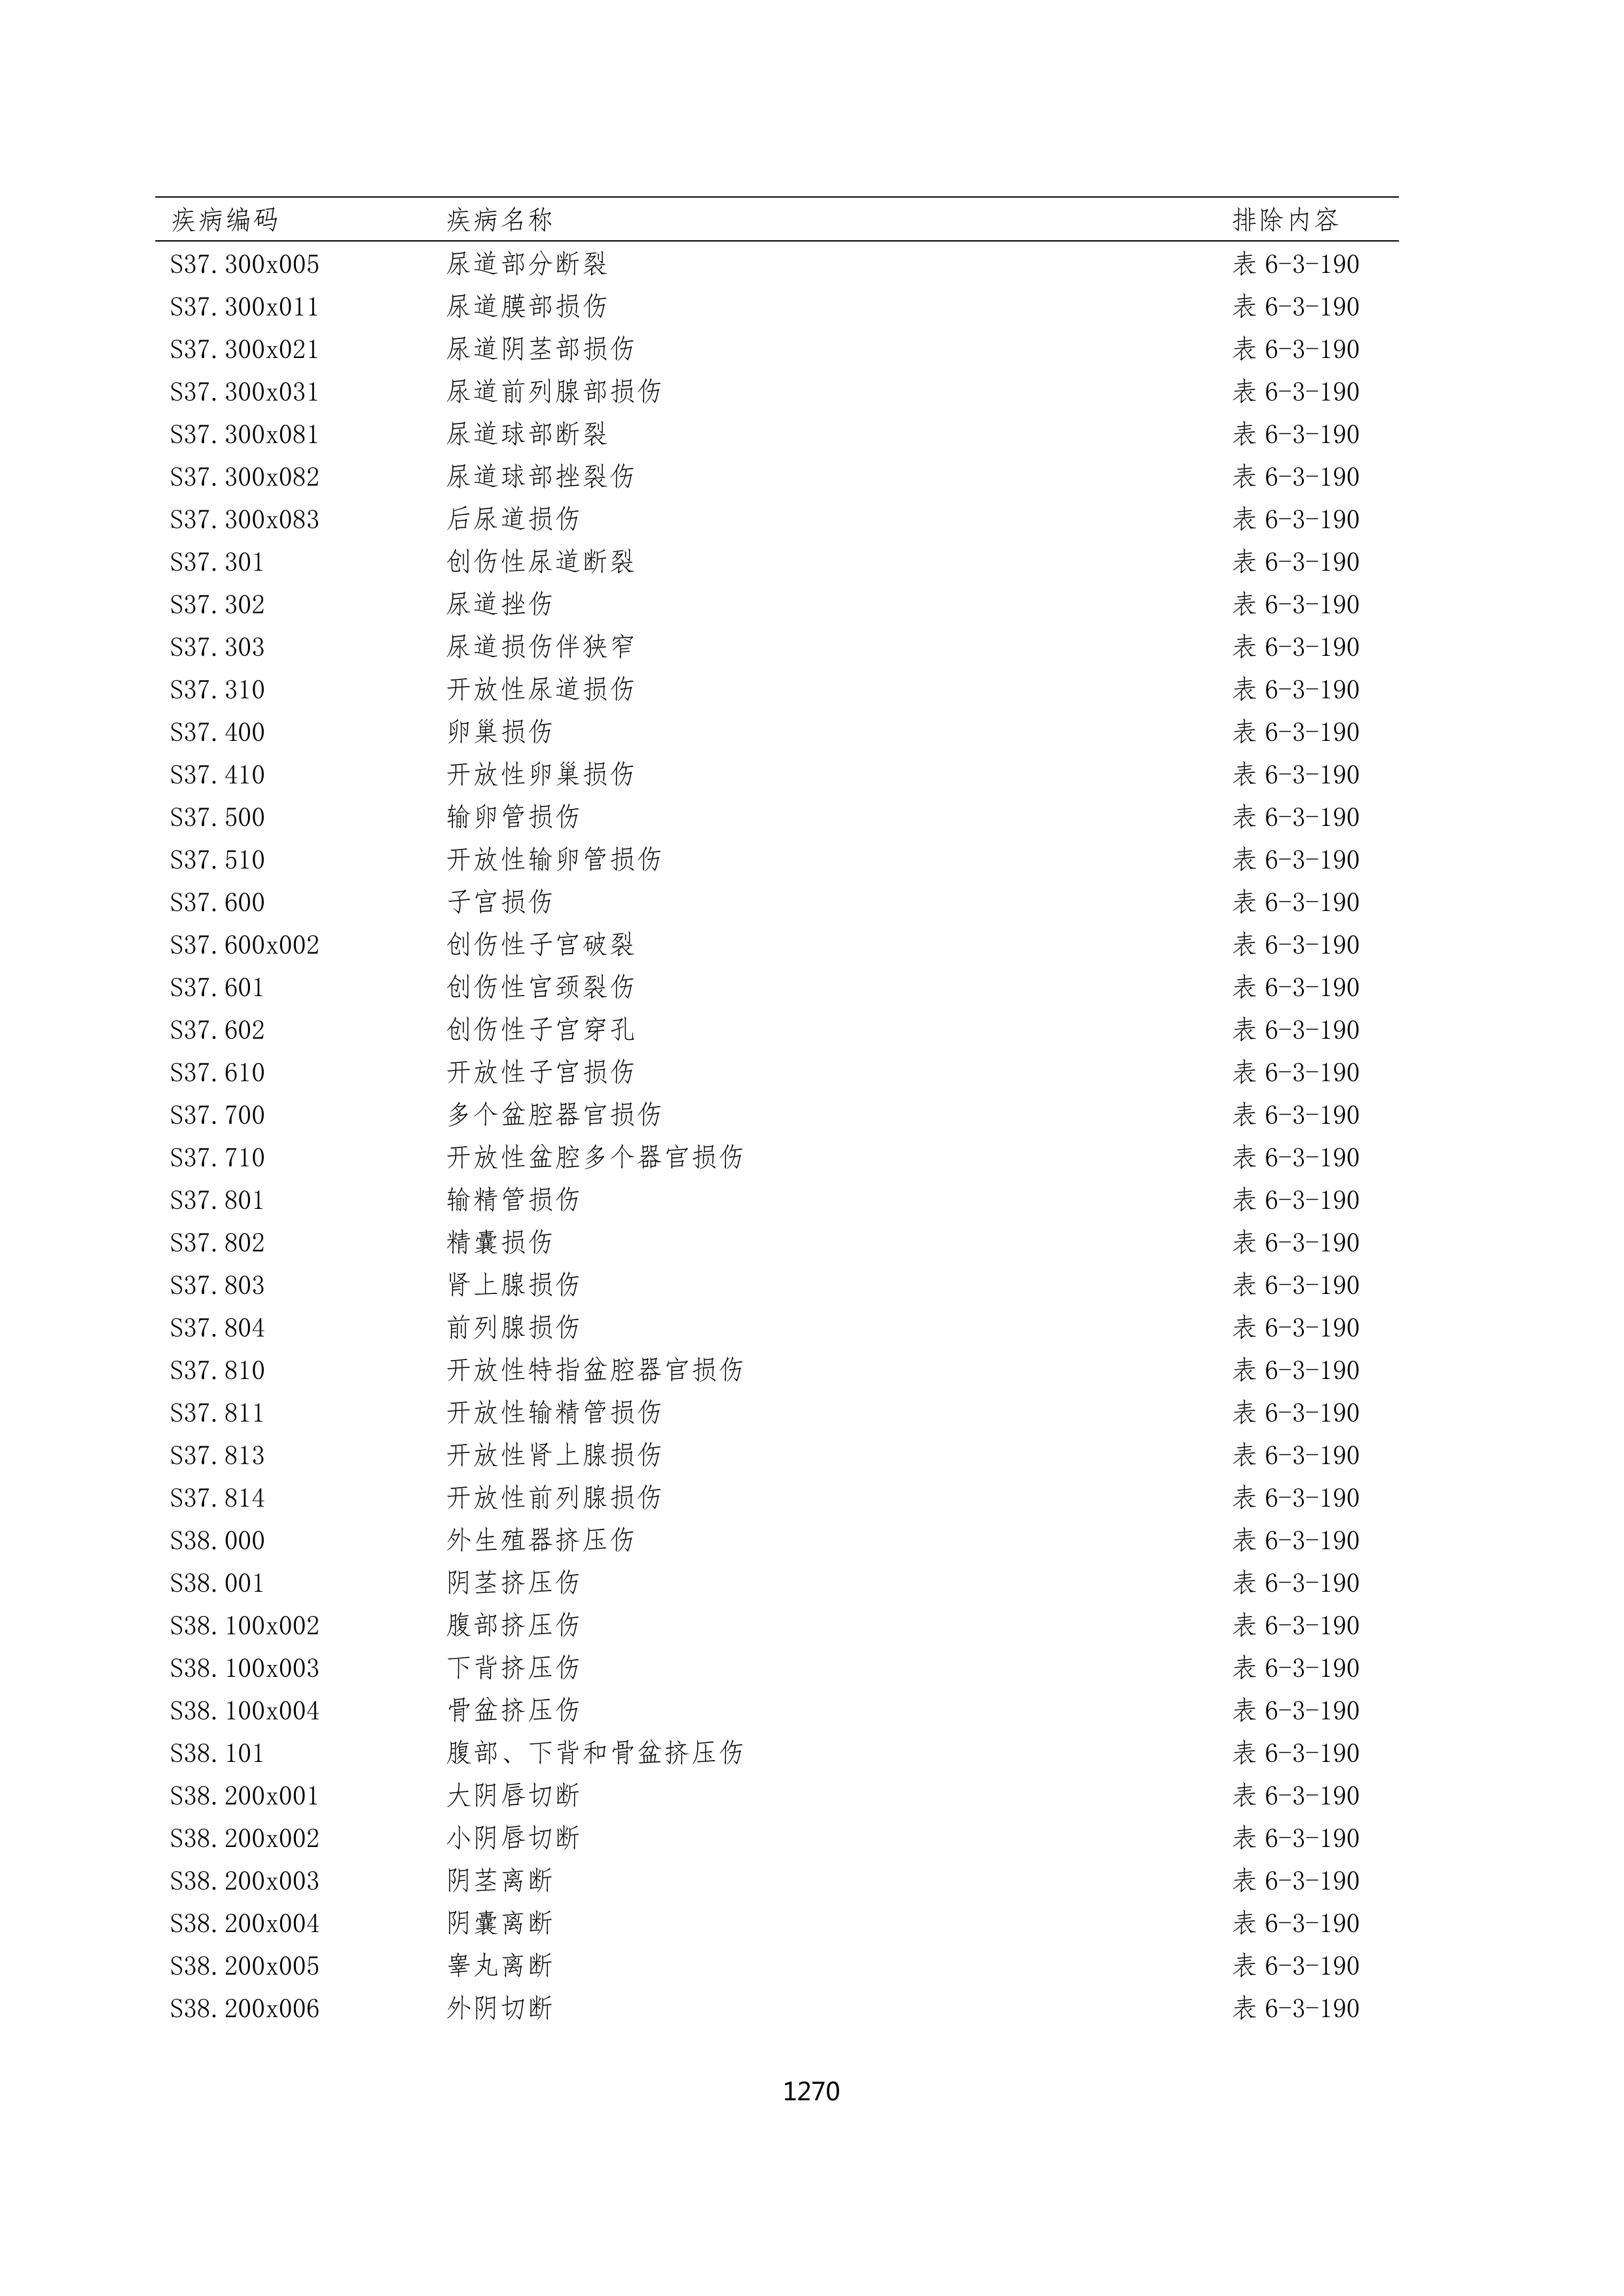 疾病编码 疾病名称 排除内容
S37.300x005 尿道部分断裂 表 6-3-190
S37.300x011 尿道膜部损伤 表 6-3-190
S37.300x021 尿道阴茎部损伤 表 6-3-190
S37.300x031 尿道前列腺部损伤 表 6-3-190
S37.300x081 尿道球部断裂 表 6-3-190
S37.300x082 尿道球部挫裂伤 表 6-3-190
S37.300x083 后尿道损伤 表 6-3-190
S37.301 创伤性尿道断裂 表 6-3-190
S37.302 尿道挫伤 表 6-3-190
S37.303 尿道损伤伴狭窄 表 6-3-190
S37.310 开放性尿道损伤 表 6-3-190
S37.400 卵巢损伤 表 6-3-190
S37.410 开放性卵巢损伤 表 6-3-190
S37.500 输卵管损伤 表 6-3-190
S37.510 开放性输卵管损伤 表 6-3-190
S37.600 子宫损伤 表 6-3-190
S37.600x002 创伤性子宫破裂 表 6-3-190
S37.601 创伤性宫颈裂伤 表 6-3-190
S37.602 创伤性子宫穿孔 表 6-3-190
S37.610 开放性子宫损伤 表 6-3-190
S37.700 多个盆腔器官损伤 表 6-3-190
S37.710 开放性盆腔多个器官损伤 表 6-3-190
S37.801 输精管损伤 表 6-3-190
S37.802 精囊损伤 表 6-3-190
S37.803 肾上腺损伤 表 6-3-190
S37.804 前列腺损伤 表 6-3-190
S37.810 开放性特指盆腔器官损伤 表 6-3-190
S37.811 开放性输精管损伤 表 6-3-190
S37.813 开放性肾上腺损伤 表 6-3-190
S37.814 开放性前列腺损伤 表 6-3-190
S38.000 外生殖器挤压伤 表 6-3-190
S38.001 阴茎挤压伤 表 6-3-190
S38.100x002 腹部挤压伤 表 6-3-190
S38.100x003 下背挤压伤 表 6-3-190
S38.100x004 骨盆挤压伤 表 6-3-190
S38.101 腹部、下背和骨盆挤压伤 表 6-3-190
S38.200x001 大阴唇切断 表 6-3-190
S38.200x002 小阴唇切断 表 6-3-190
S38.200x003 阴茎离断 表 6-3-190
S38.200x004 阴囊离断 表 6-3-190
S38.200x005 睾丸离断 表 6-3-190
S38.200x006 外阴切断 表 6-3-190
1270